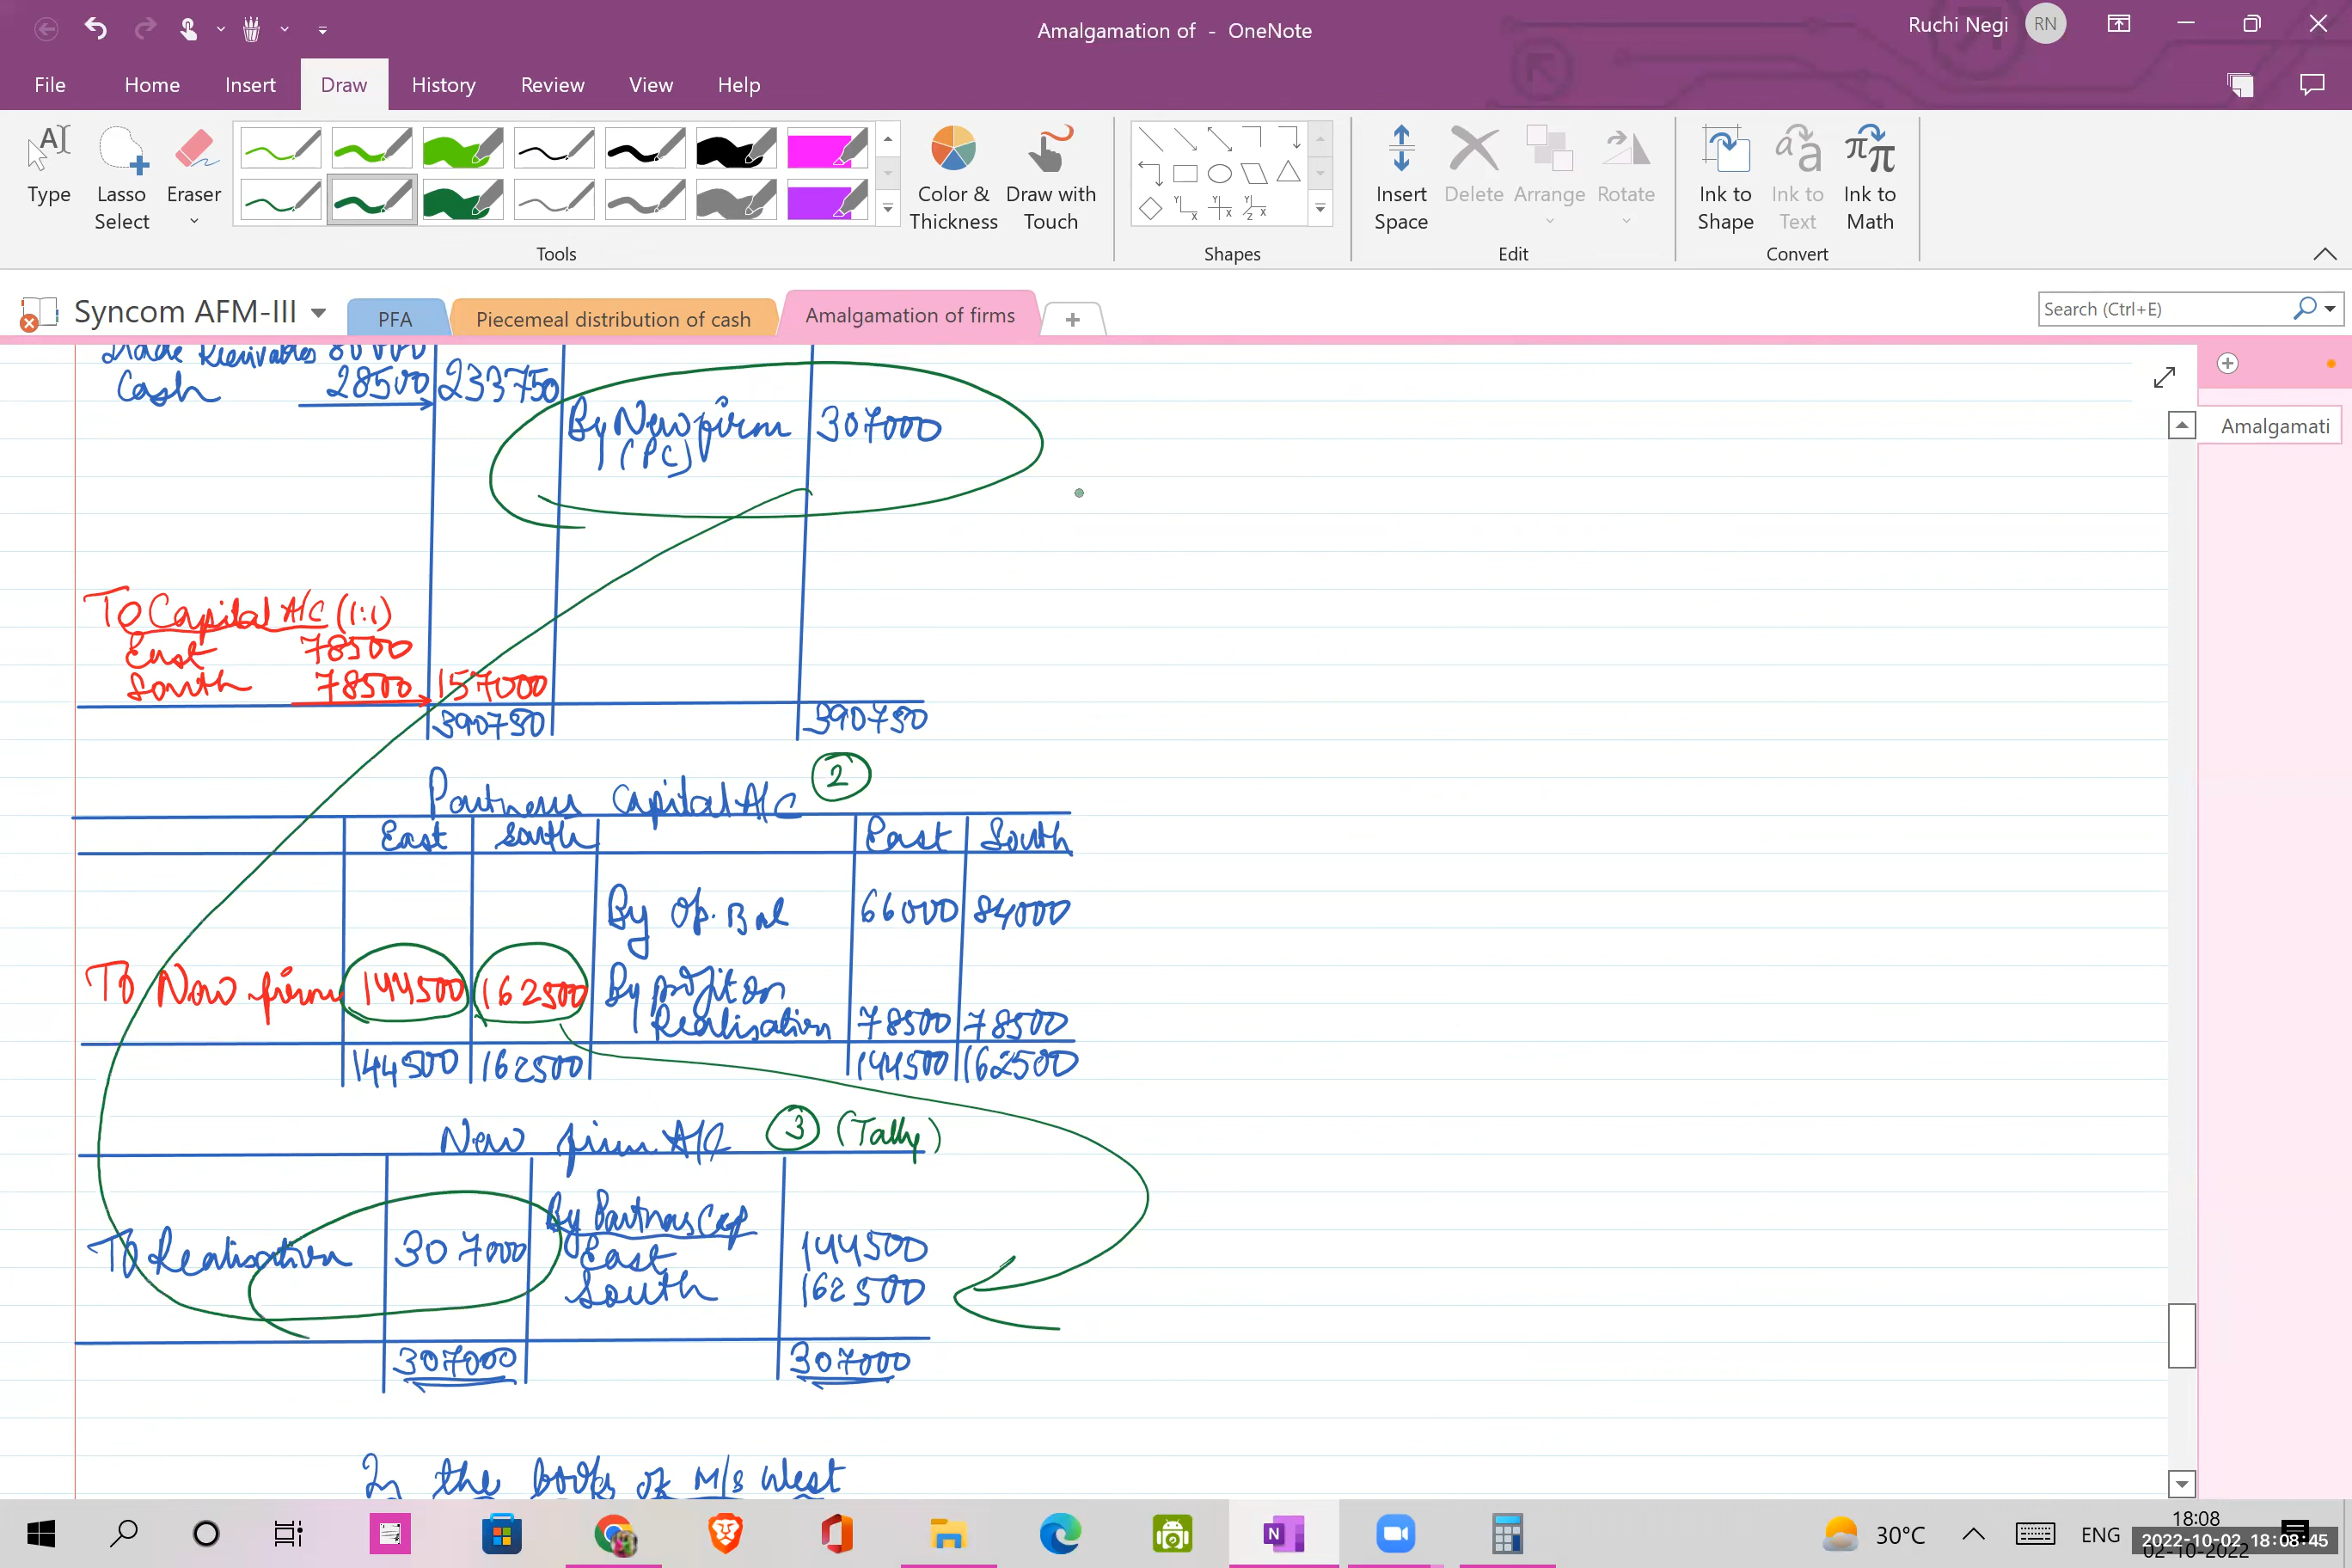 Amalgamation of - OneNote
Ruchi Negi
RN
File Home Insert Draw History Review View Help
Type
Lasso Select
Eraser
Color & Thickness
Draw with Touch
Insert Space
Delete
Arrange
Rotate
Ink to Shape
Ink to Text
Ink to Math
Tools Shapes Edit Convert
Syncom AFM-III
PFA
Piecemeal distribution of cash
Amalgamation of firms
Search (Ctrl+E)
Amalgamati
Trade Receivables 80000
Cash 28500 233750
By New firm 307000
(PC)
To Capital A/C (1:1)
East 78500
South 78500 157000
390750 390750
Partners Capital A/C 2
East South East South
By Op. Bal 66000 84000
To New firm 144500 162500 By profit on
Realisation 78500 78500
144500 162500 144500 162500
New firm A/C 3 (Tally)
By Partners Cap
To Realisation 307000 East 144500
South 162500
307000 307000
In the books of M/s West
30°C
ENG
18:08
02-10-2022
2022-10-02 18:08:45